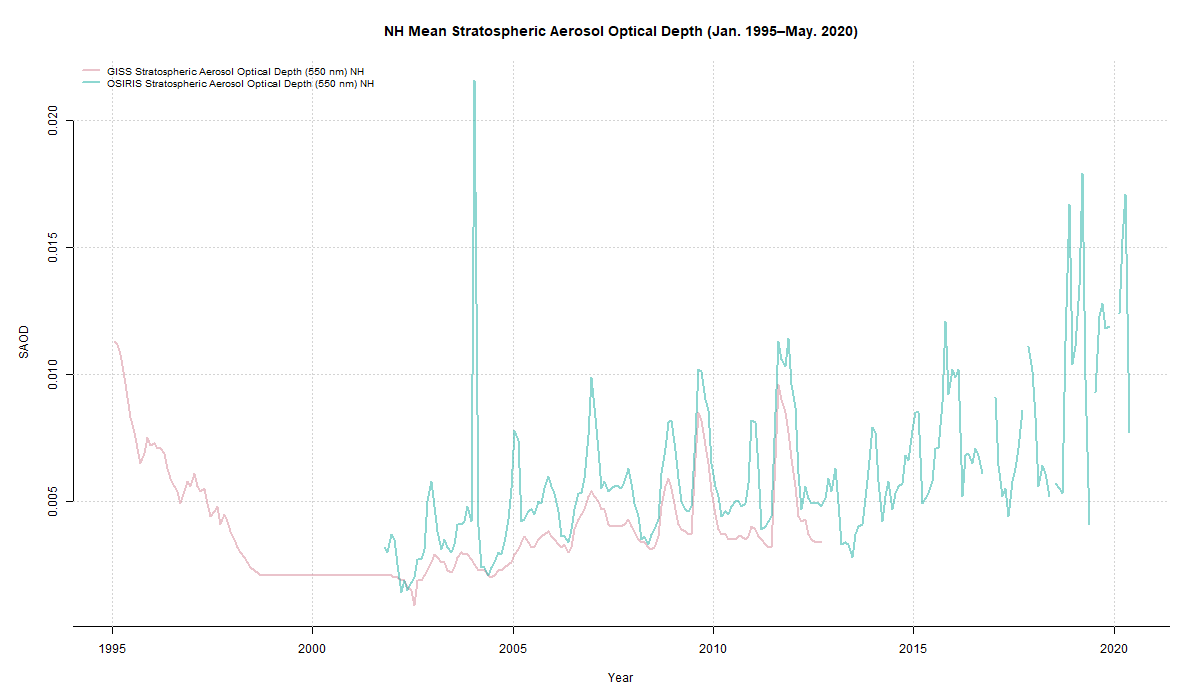 NH Mean Stratospheric Aerosol Optical Depth (Jan. 1995–May. 2020)
GISS Stratospheric Aerosol Optical Depth (550 nm) NH
OSIRIS Stratospheric Aerosol Optical Depth (550 nm) NH
0.020
0.015
0.010
0.005
SAOD
1995 2000 2005 2010 2015 2020
Year